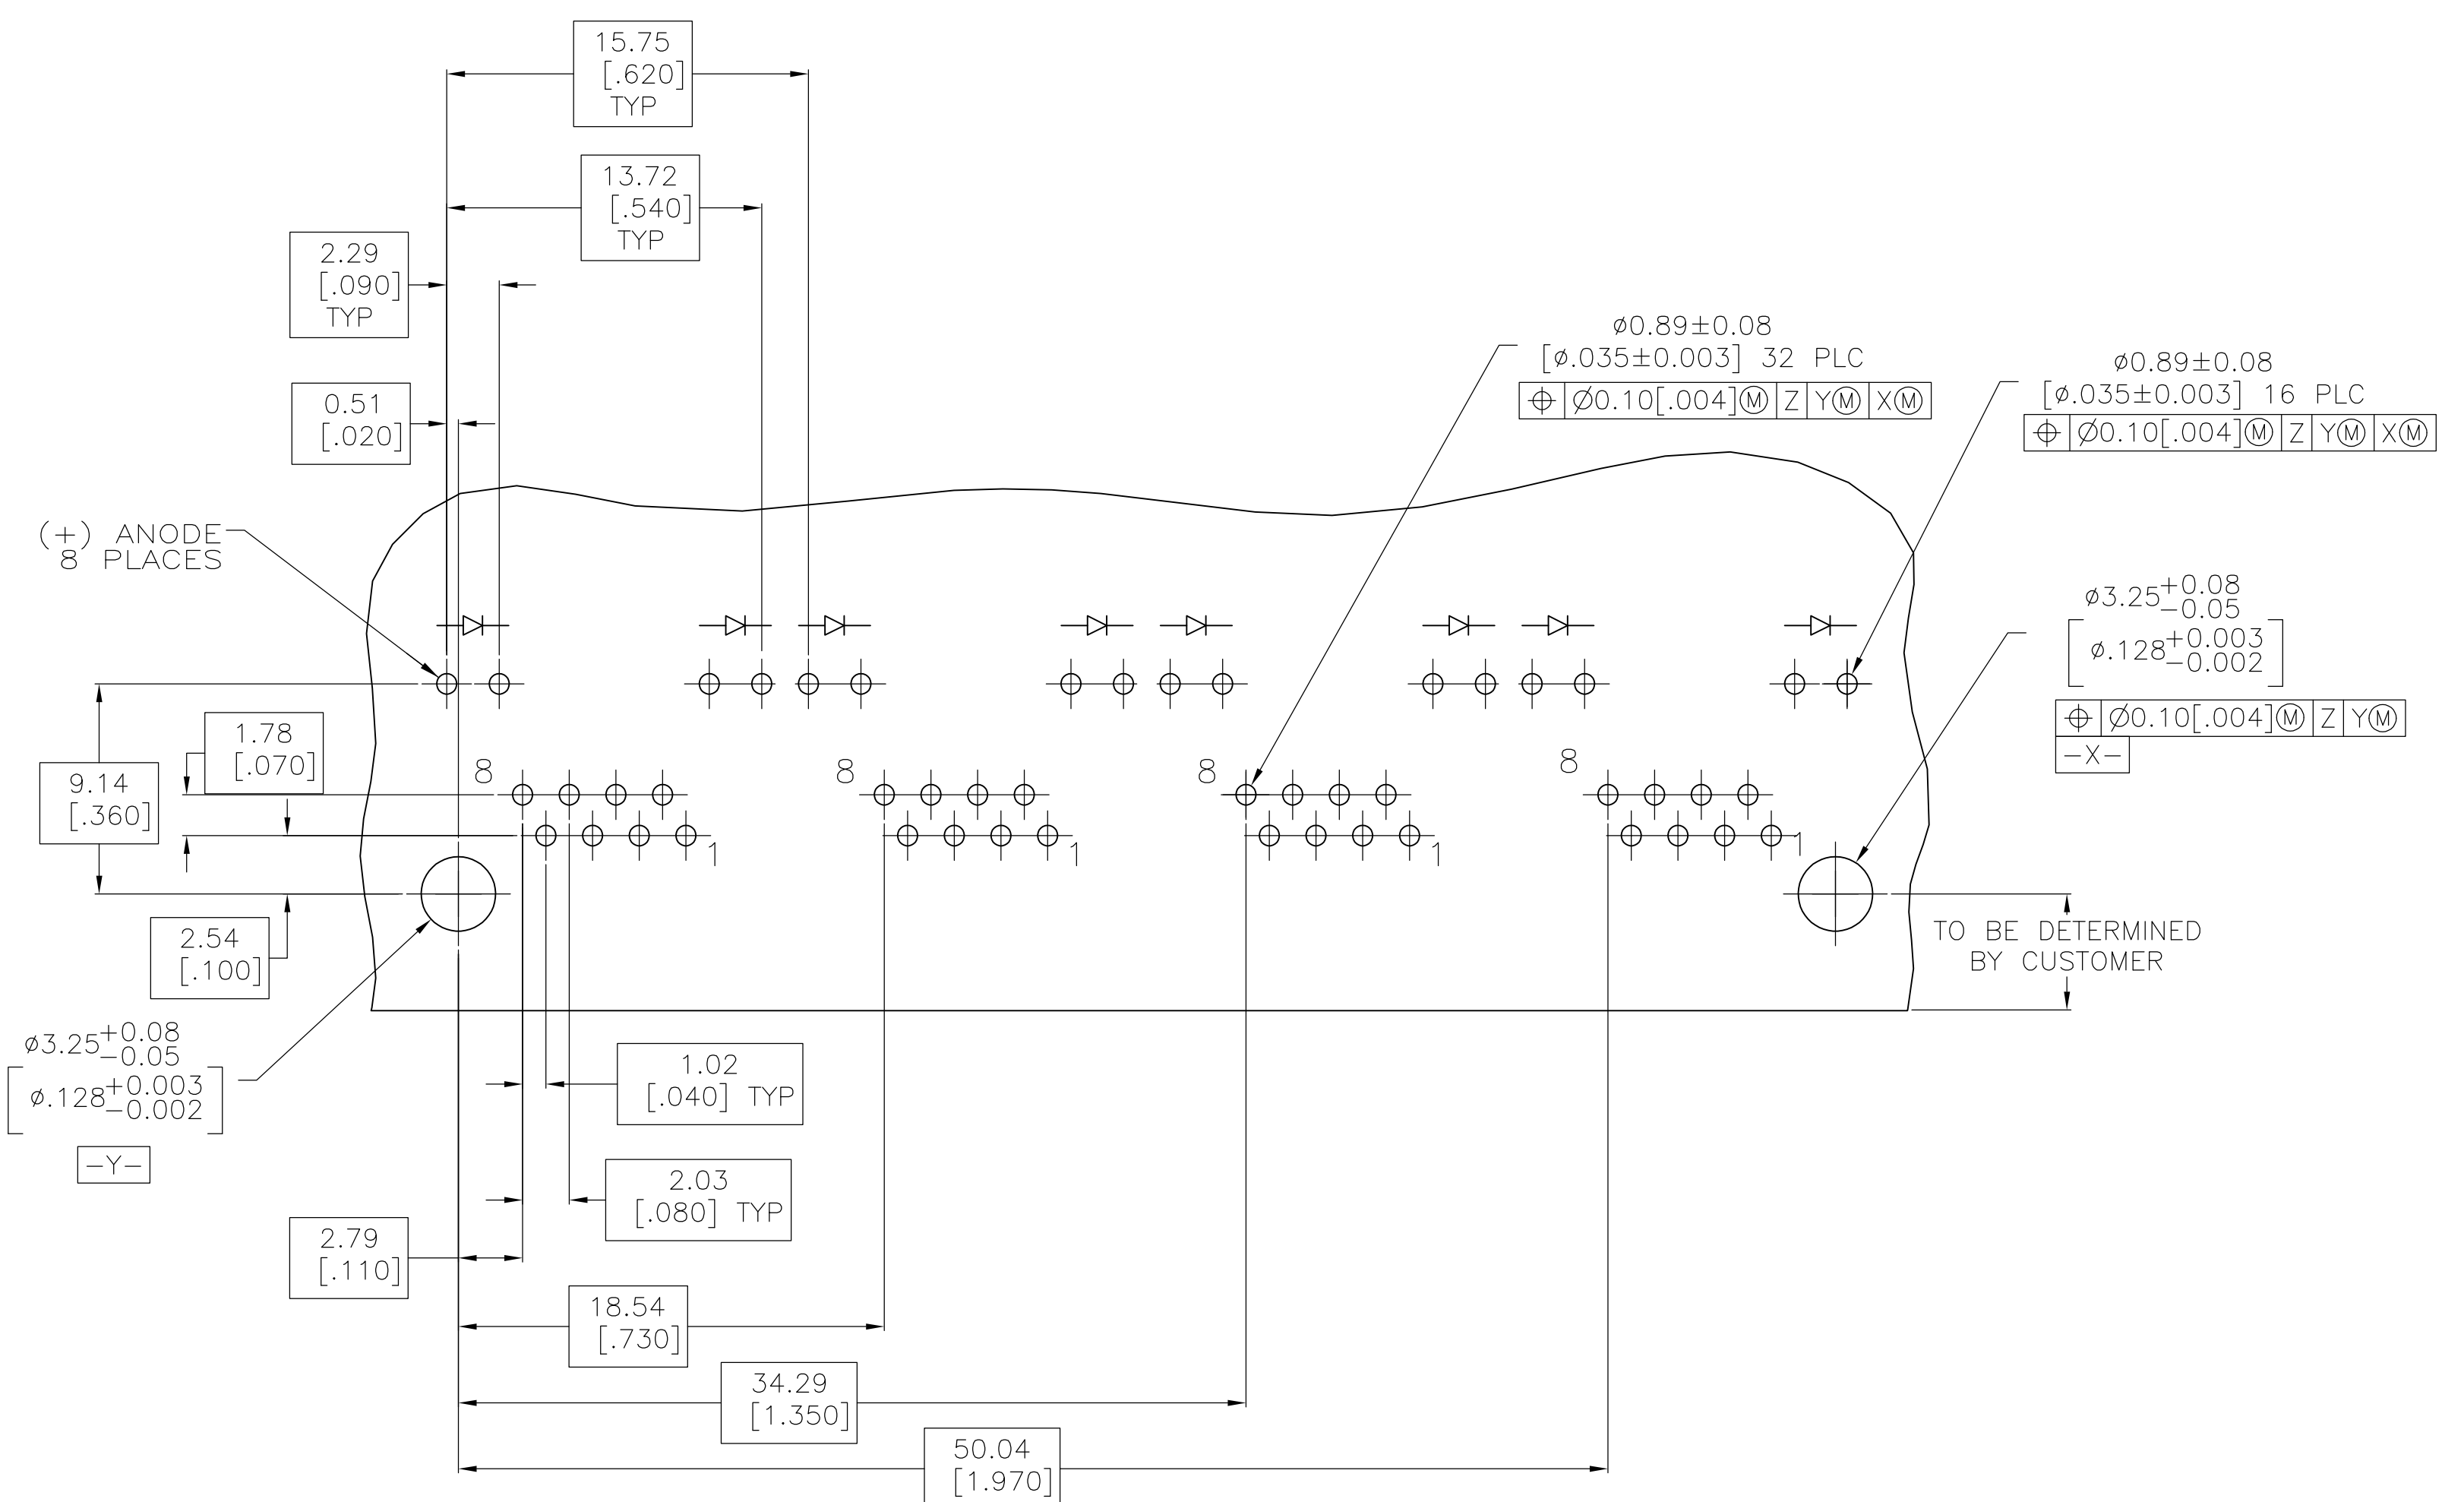 15.75
[.620]
TYP
13.72
[.540]
TYP
2.29
[.090]
TYP
0.51
[.020]
ø0.89±0.08
[ø.035±0.003] 32 PLC
⌖ Ø0.10[.004]Ⓜ Z YⓂ XⓂ
ø0.89±0.08
[ø.035±0.003] 16 PLC
⌖ Ø0.10[.004]Ⓜ Z YⓂ XⓂ
(+) ANODE
8 PLACES
ø3.25+0.08
-0.05
[ø.128+0.003
-0.002]
⌖ Ø0.10[.004]Ⓜ Z YⓂ
-X-
1.78
[.070]
9.14
[.360]
8
8
8
8
1
1
1
1
2.54
[.100]
TO BE DETERMINED
BY CUSTOMER
ø3.25+0.08
-0.05
[ø.128+0.003
-0.002]
-Y-
1.02
[.040] TYP
2.03
[.080] TYP
2.79
[.110]
18.54
[.730]
34.29
[1.350]
50.04
[1.970]